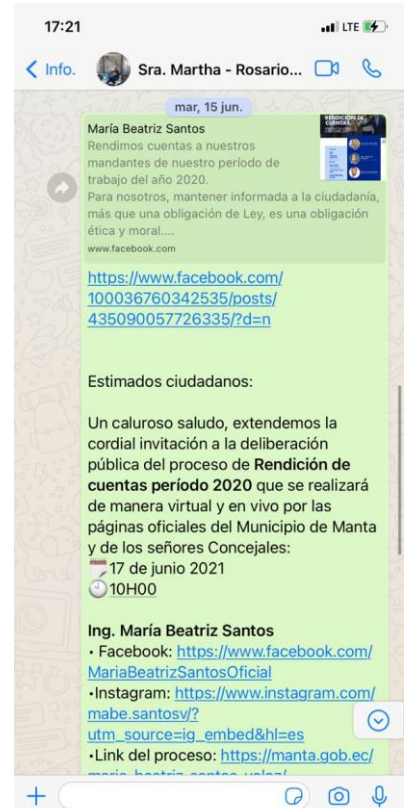 17:21
LTE
Info.
Sra. Martha - Rosario...
mar, 15 jun.
María Beatriz Santos
Rendimos cuentas a nuestros
mandantes de nuestro período de
trabajo del año 2020.
Para nosotros, mantener informada a la ciudadanía,
más que una obligación de Ley, es una obligación
ética y moral....
www.facebook.com
RENDICIÓN DE
CUENTAS
https://www.facebook.com/
100036760342535/posts/
435090057726335/?d=n
Estimados ciudadanos:
Un caluroso saludo, extendemos la
cordial invitación a la deliberación
pública del proceso de Rendición de
cuentas período 2020 que se realizará
de manera virtual y en vivo por las
páginas oficiales del Municipio de Manta
y de los señores Concejales:
17 de junio 2021
10H00
Ing. María Beatriz Santos
• Facebook: https://www.facebook.com/
MariaBeatrizSantosOficial
•Instagram: https://www.instagram.com/
mabe.santosv/?
utm_source=ig_embed&hl=es
•Link del proceso: https://manta.gob.ec/
maria-beatriz-santos-velez/